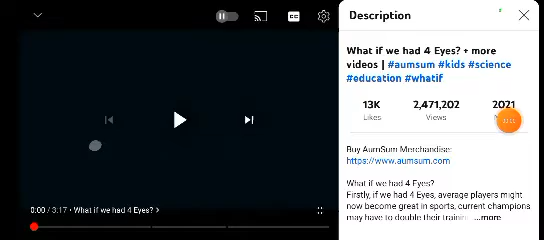 CC
Description
What if we had 4 Eyes? + more
videos | #aumsum #kids #science
#education #whatif
13K 2,471,202 2021
Likes Views
Buy AumSum Merchandise:
https://www.aumsum.com
What if we had 4 Eyes?
Firstly, if we had 4 Eyes, average players might
now become great in sports, current champions
may have to double their ...more
0:00 / 3:17 • What if we had 4 Eyes?